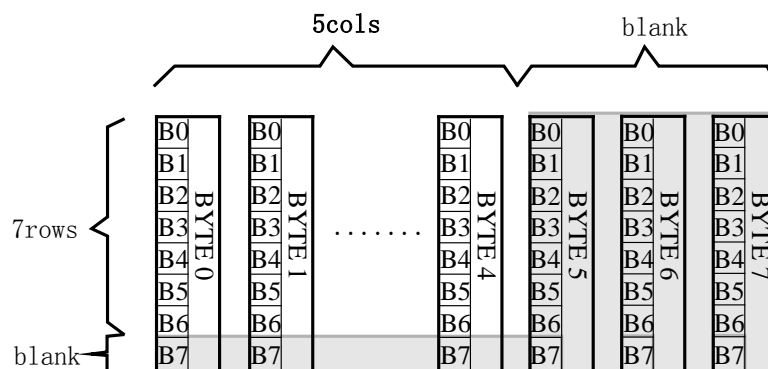 5cols blank
B0 B0 B0 B0 B0 B0
B1 B1 B1 B1 B1 B1
B2 B2 B2 B2 B2 B2
7rows B3 B3 ....... B3 B3 B3 B3
B4 B4 B4 B4 B4 B4
B5 B5 B5 B5 B5 B5
B6 B6 B6 B6 B6 B6
blank B7 B7 B7 B7 B7 B7
BYTE 0
BYTE 1
BYTE 4
BYTE 5
BYTE 6
BYTE 7